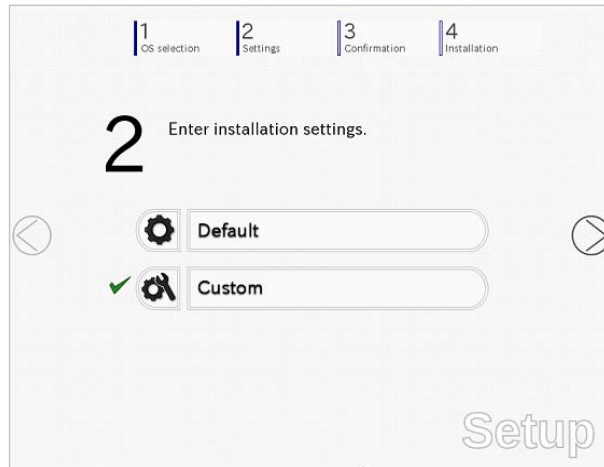 1
OS selection
2
Settings
3
Confirmation
4
Installation
2
Enter installation settings.
Default
Custom
Setup